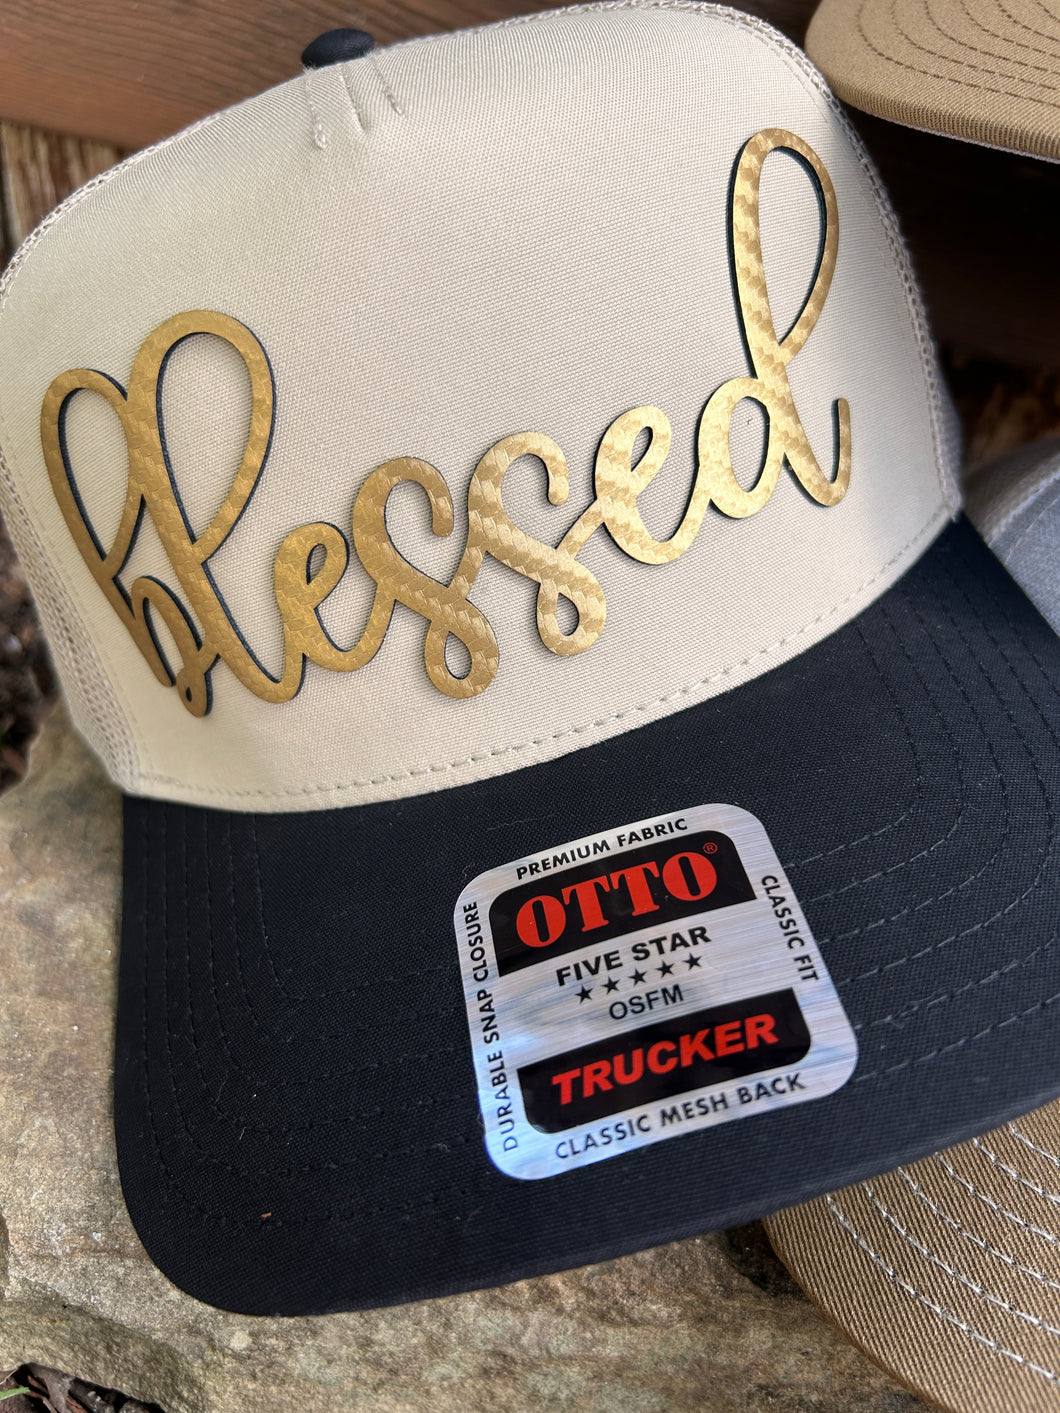 blessed
PREMIUM FABRIC
OTTO®
DURABLE SNAP CLOSURE
CLASSIC FIT
FIVE STAR
★★★★★
OSFM
TRUCKER
CLASSIC MESH BACK